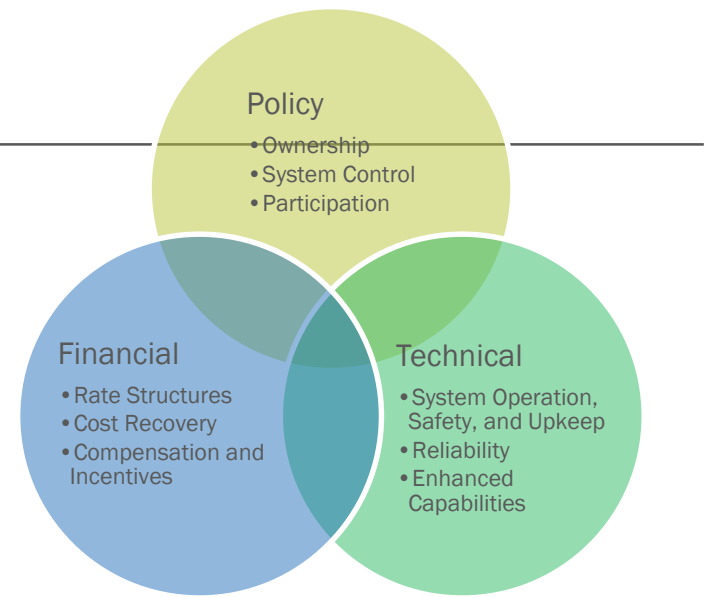 Policy
•Ownership
•System Control
•Participation
Financial
•Rate Structures
•Cost Recovery
•Compensation and
Incentives
Technical
•System Operation,
Safety, and Upkeep
•Reliability
•Enhanced
Capabilities